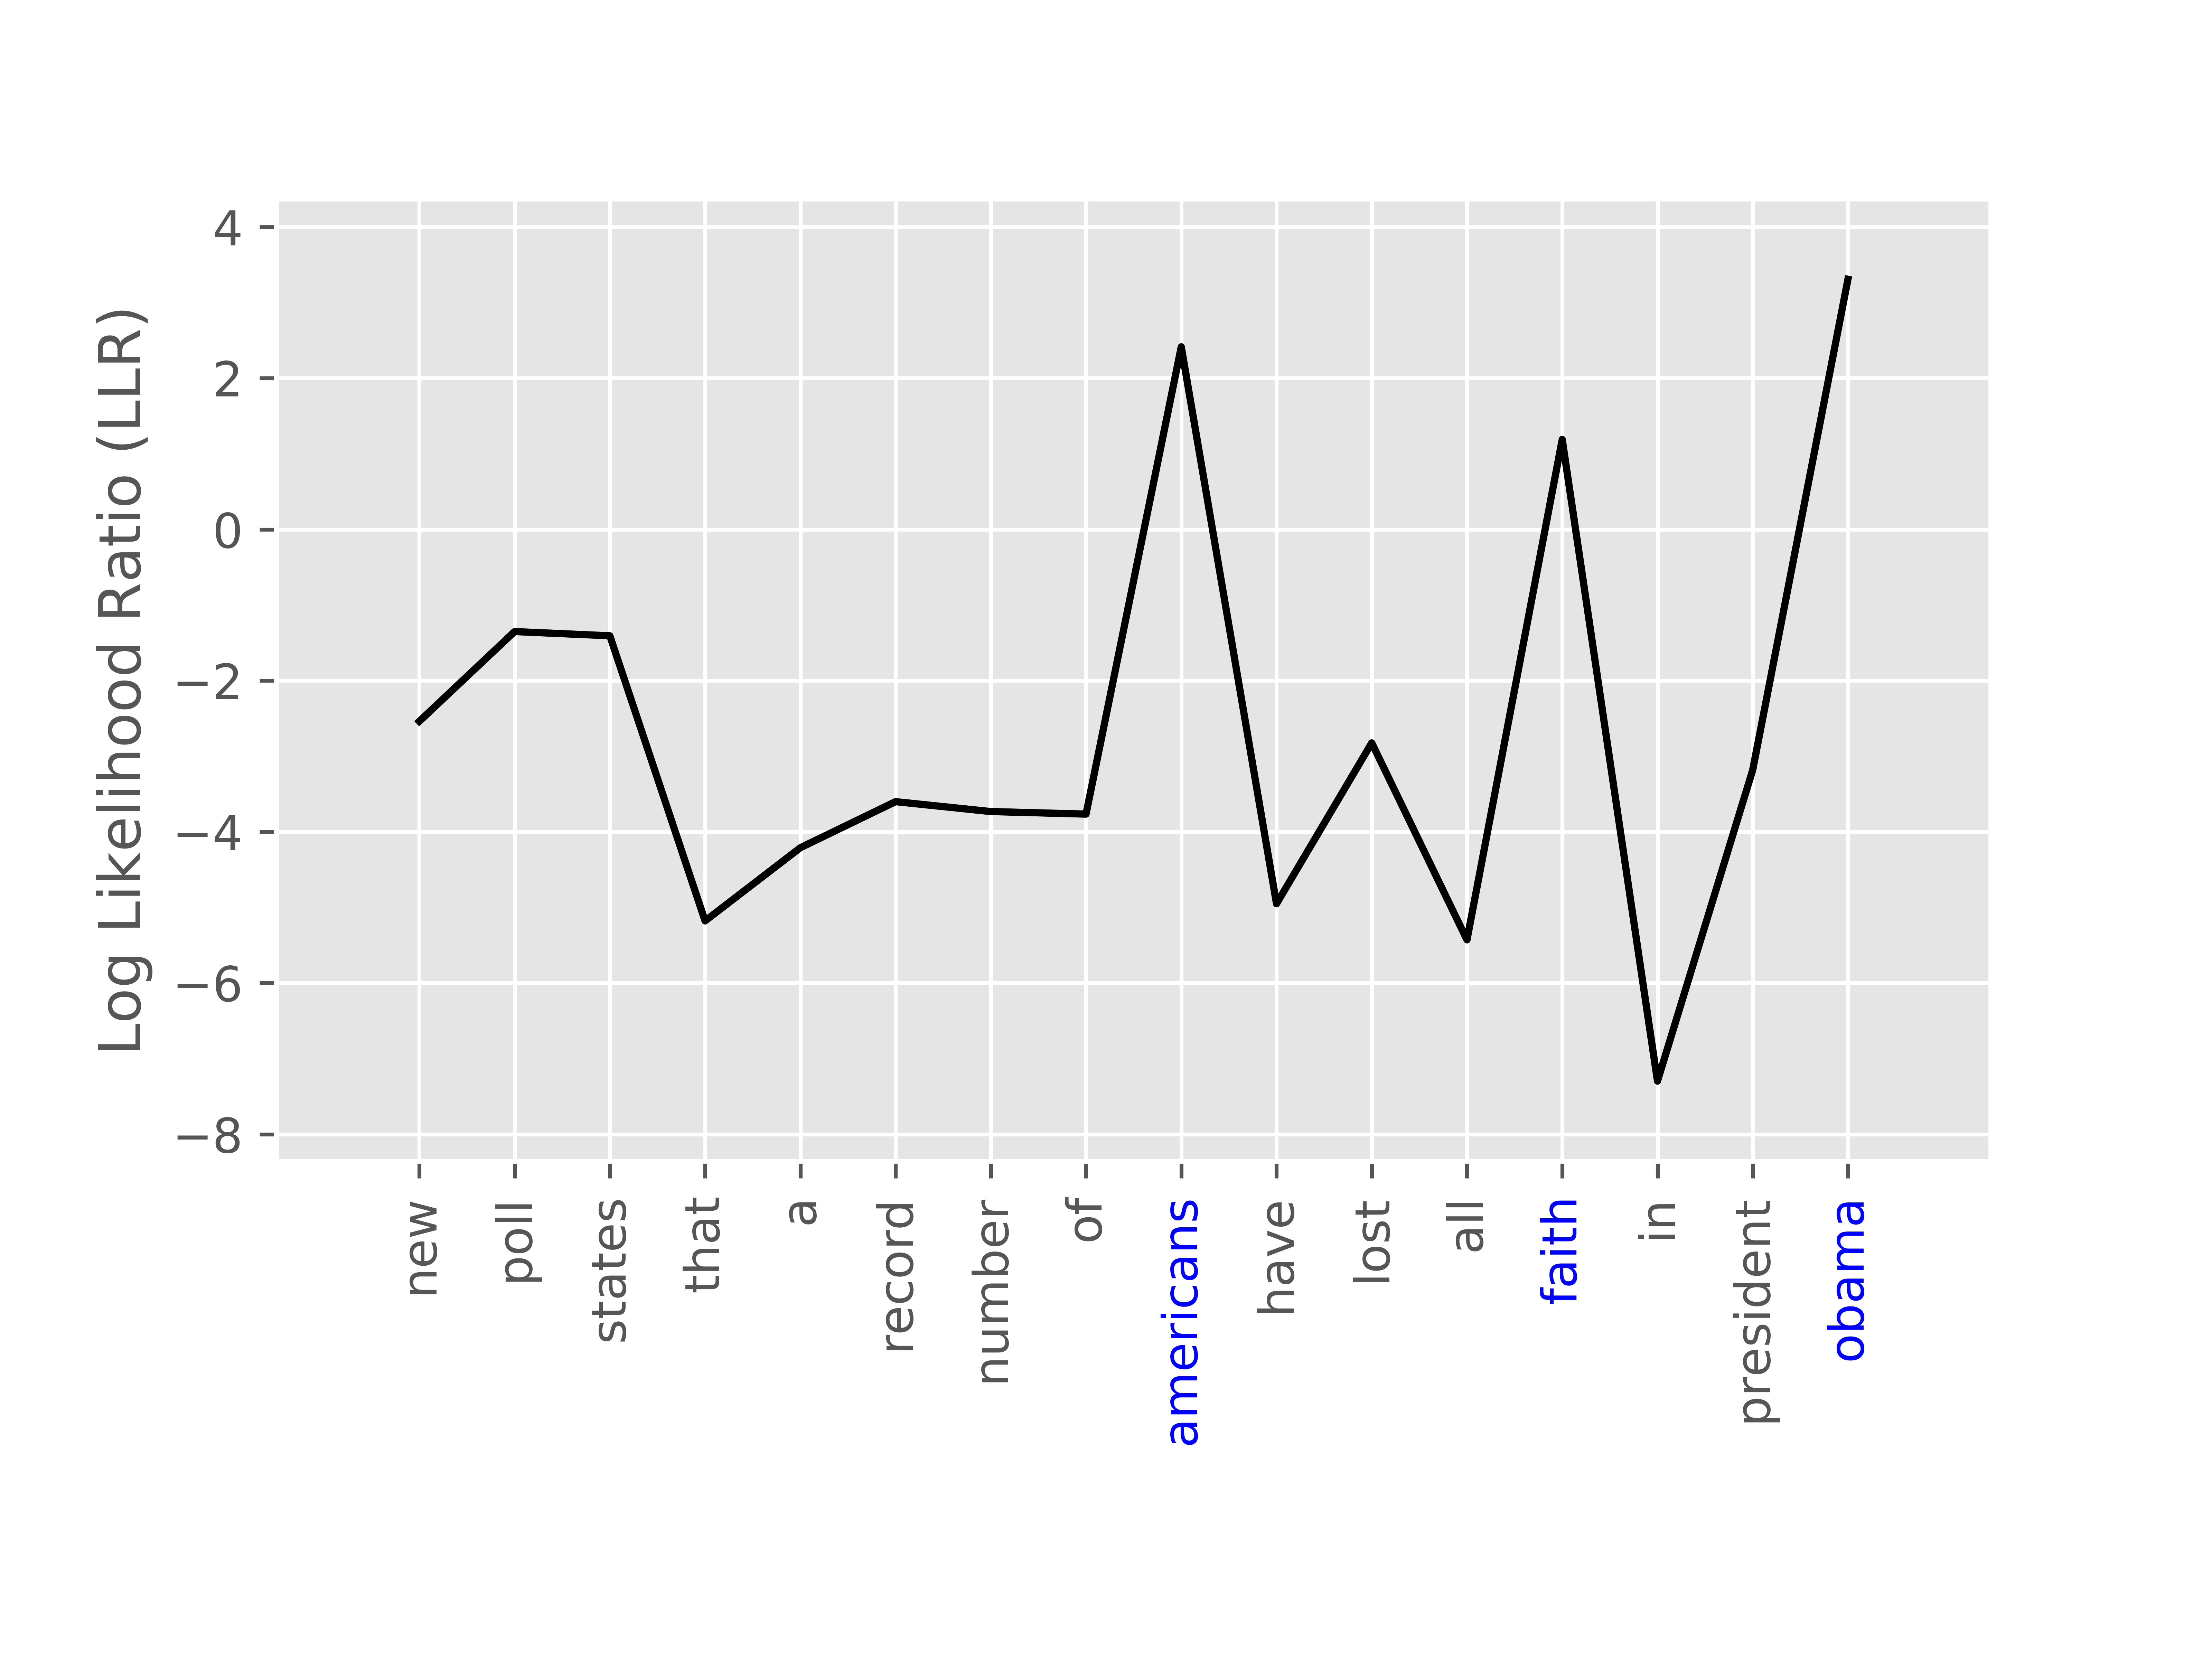 Log Likelihood Ratio (LLR)
4
2
0
−2
−4
−6
−8
new
poll
states
that
a
record
number
of
americans
have
lost
all
faith
in
president
obama